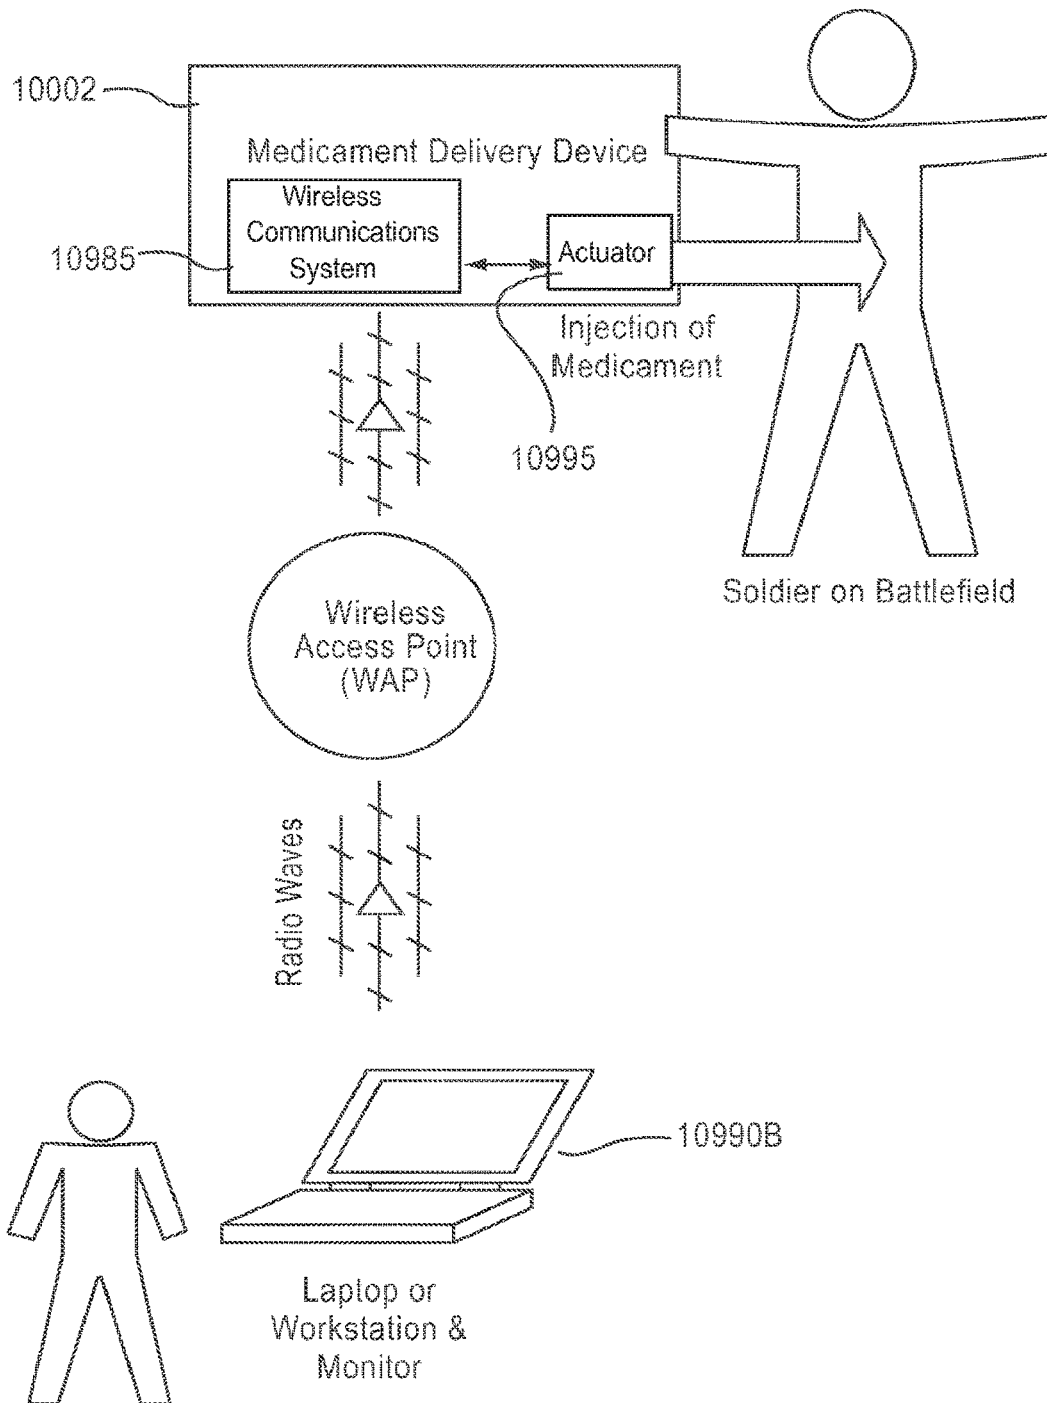 10002
Medicament Delivery Device
Wireless
Communications
System
10985
Actuator
Injection of
Medicament
10995
Soldier on Battlefield
Wireless
Access Point
(WAP)
Radio Waves
10990B
Laptop or
Workstation &
Monitor